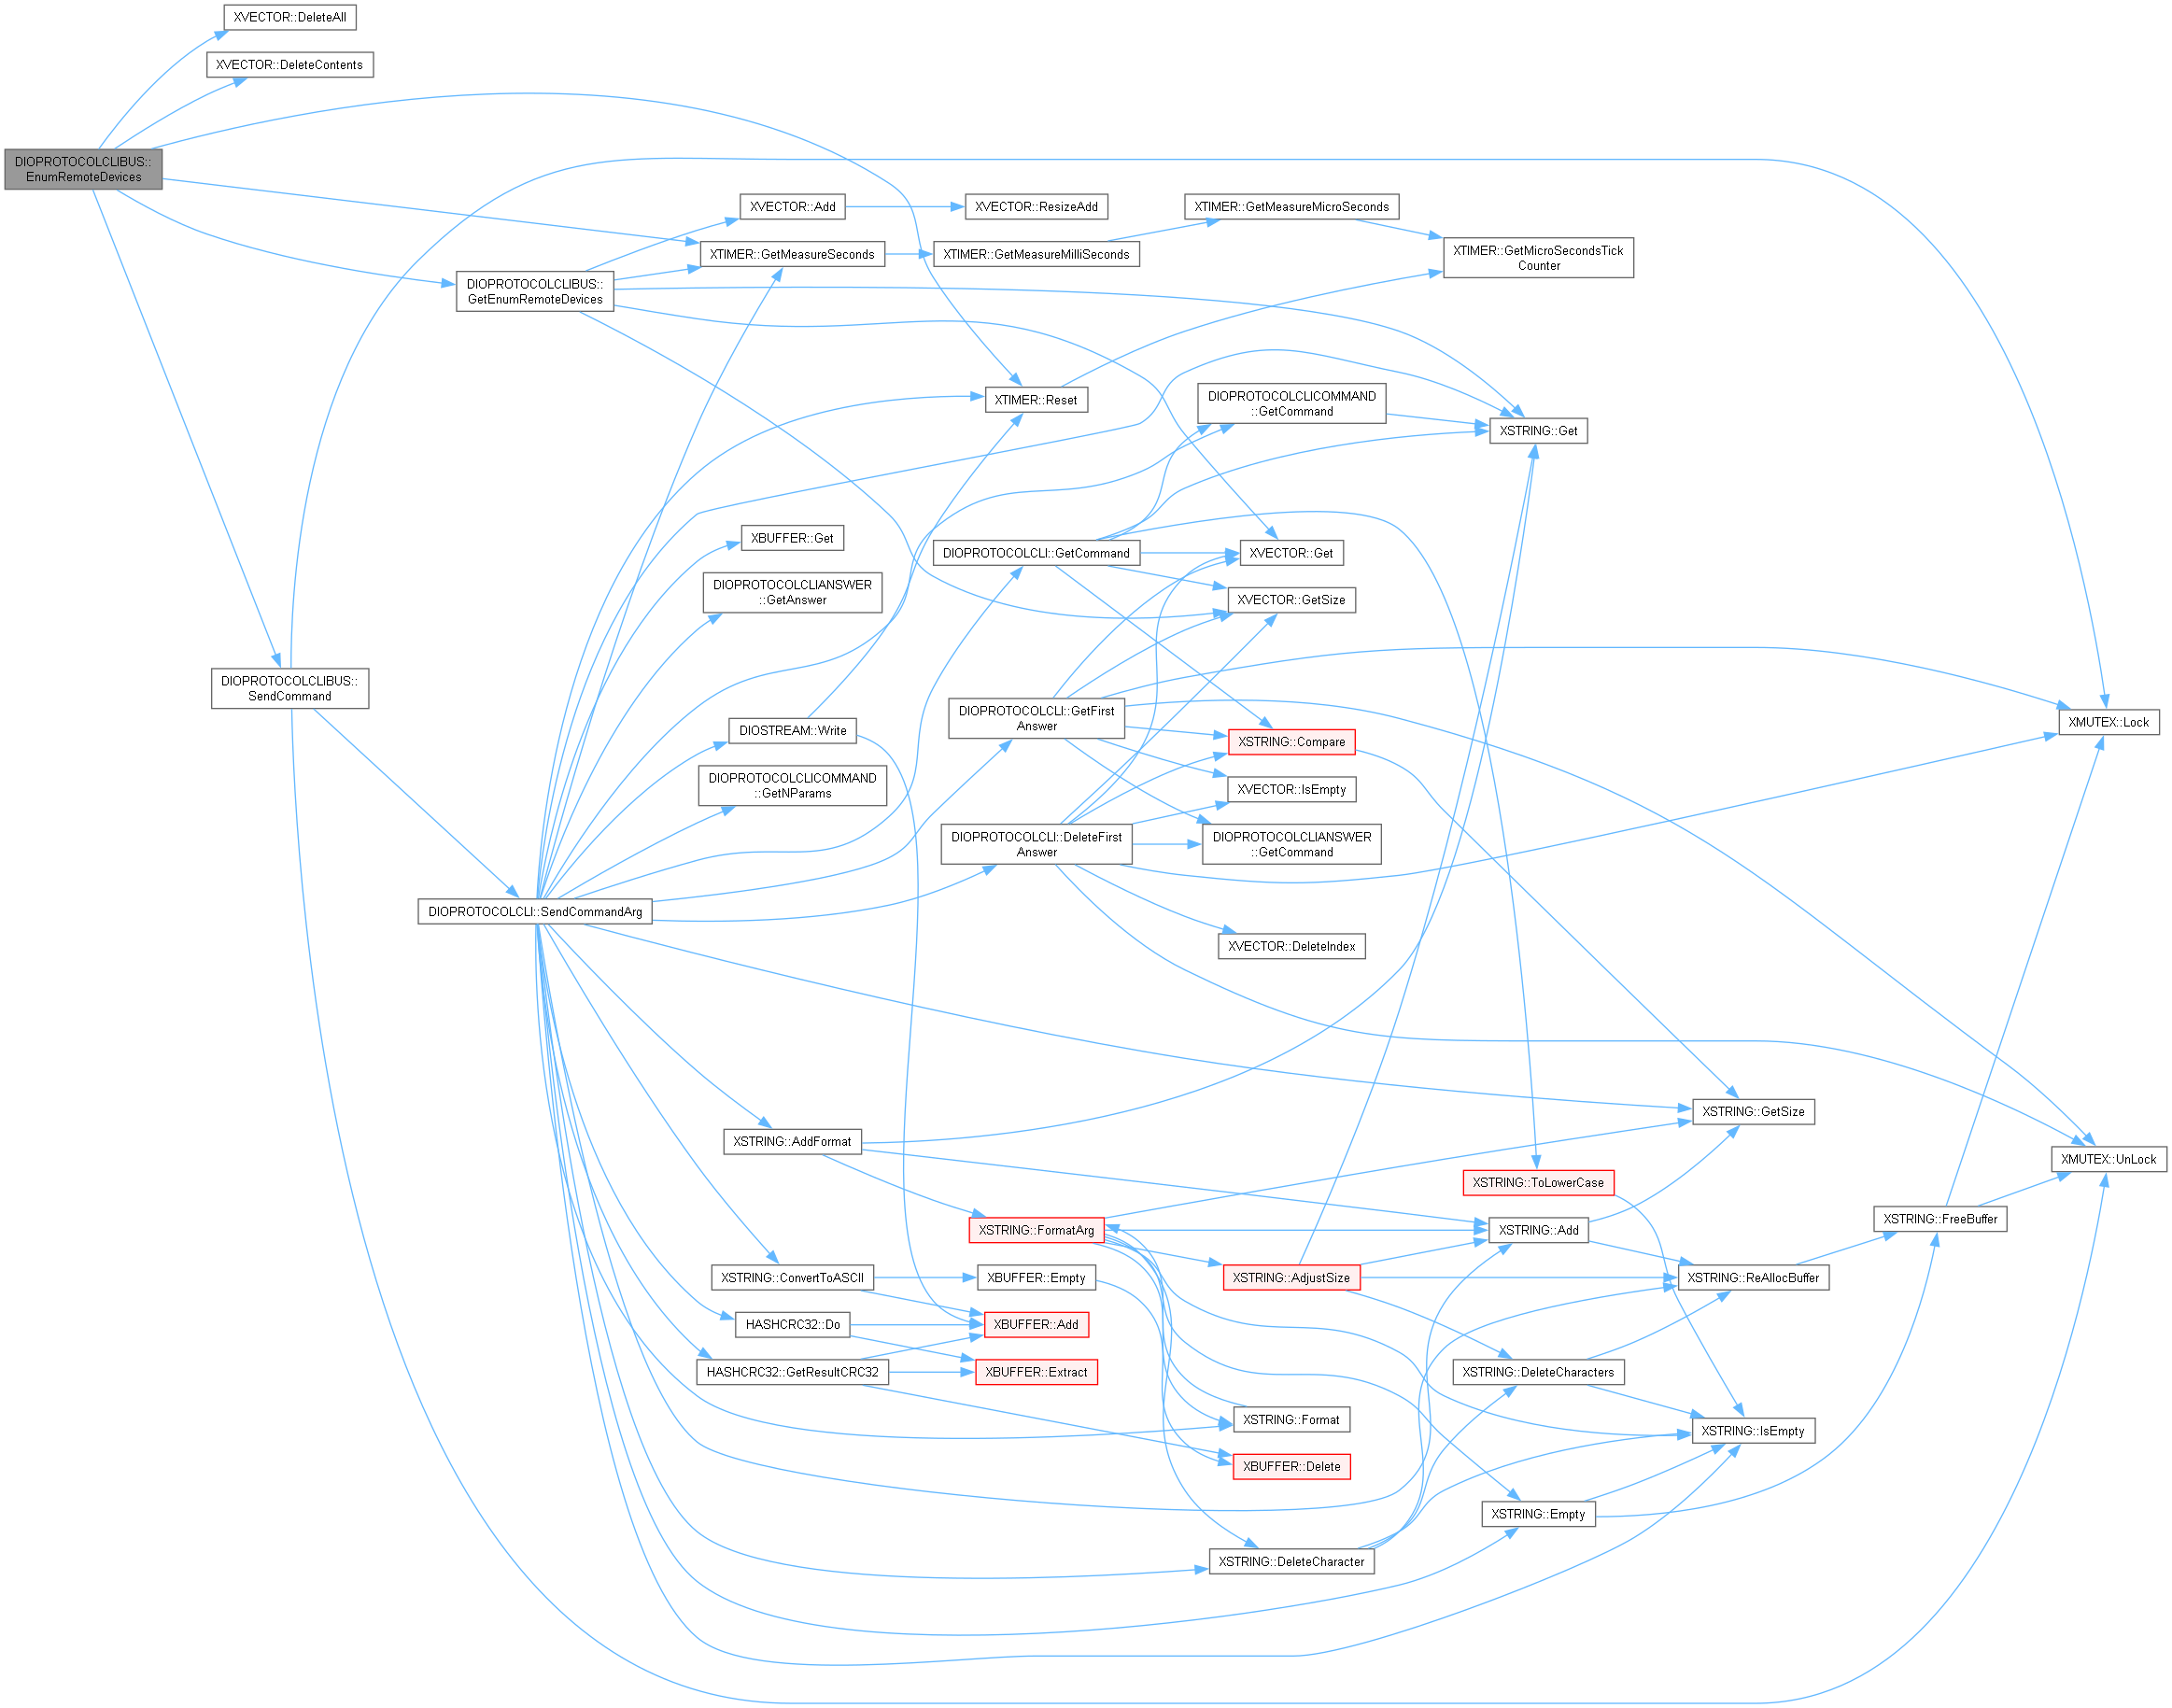 XVECTOR::DeleteAll
XVECTOR::DeleteContents
DIOPROTOCOLCLIBUS::
EnumRemoteDevices
XVECTOR::Add
XVECTOR::ResizeAdd
XTIMER::GetMeasureMicroSeconds
XTIMER::GetMeasureSeconds
XTIMER::GetMeasureMilliSeconds
XTIMER::GetMicroSecondsTick
Counter
DIOPROTOCOLCLIBUS::
GetEnumRemoteDevices
XTIMER::Reset
DIOPROTOCOLCLICOMMAND
::GetCommand
XSTRING::Get
XBUFFER::Get
DIOPROTOCOLCLI::GetCommand
XVECTOR::Get
DIOPROTOCOLCLIANSWER
::GetAnswer
XVECTOR::GetSize
DIOPROTOCOLCLIBUS::
SendCommand
DIOSTREAM::Write
DIOPROTOCOLCLI::GetFirst
Answer
XSTRING::Compare
XMUTEX::Lock
DIOPROTOCOLCLICOMMAND
::GetNParams
XVECTOR::IsEmpty
DIOPROTOCOLCLI::DeleteFirst
Answer
DIOPROTOCOLCLIANSWER
::GetCommand
DIOPROTOCOLCLI::SendCommandArg
XVECTOR::DeleteIndex
XSTRING::GetSize
XSTRING::AddFormat
XMUTEX::UnLock
XSTRING::ToLowerCase
XSTRING::FormatArg
XSTRING::Add
XSTRING::FreeBuffer
XSTRING::ConvertToASCII
XBUFFER::Empty
XSTRING::AdjustSize
XSTRING::ReAllocBuffer
HASHCRC32::Do
XBUFFER::Add
HASHCRC32::GetResultCRC32
XBUFFER::Extract
XSTRING::DeleteCharacters
XSTRING::Format
XSTRING::IsEmpty
XBUFFER::Delete
XSTRING::Empty
XSTRING::DeleteCharacter